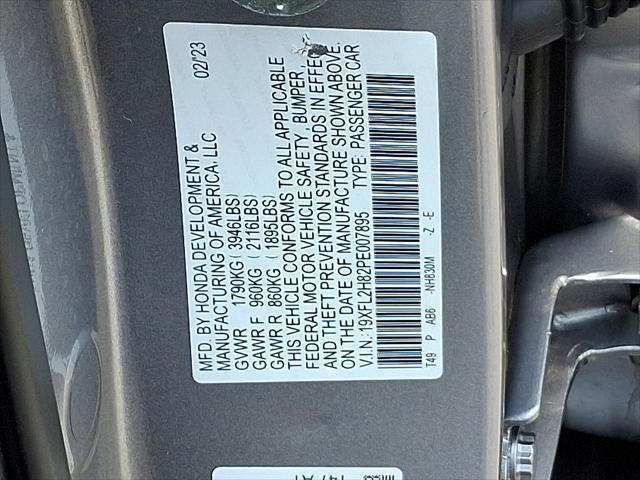 MFD. BY HONDA DEVELOPMENT & 02/23
MANUFACTURING OF AMERICA, LLC
GVWR 1790KG ( 3946LBS)
GAWR F 960KG ( 2116LBS)
GAWR R 860KG ( 1895LBS)
THIS VEHICLE CONFORMS TO ALL APPLICABLE
FEDERAL MOTOR VEHICLE SAFETY, BUMPER,
AND THEFT PREVENTION STANDARDS IN EFFECT
ON THE DATE OF MANUFACTURE SHOWN ABOVE.
V.I.N.:19XFL2H82PE007895 TYPE: PASSENGER CAR
T49 P AB6 -NH830M -Z -E